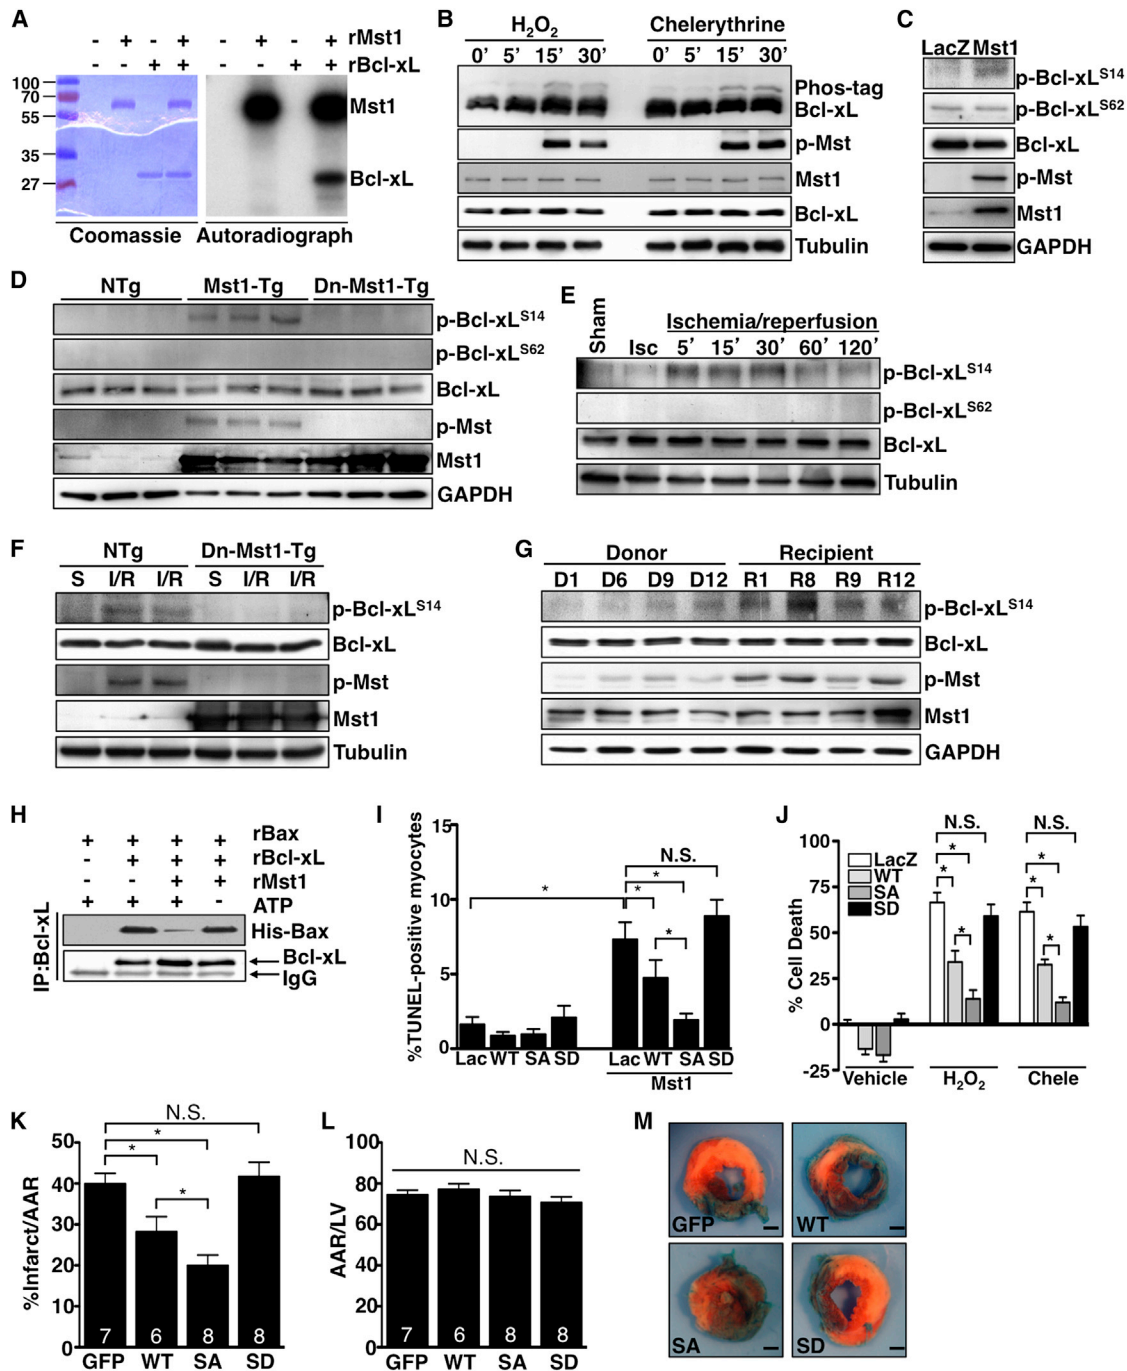 A
- + - + - + - + rMst1
- - + + - - + + rBcl-xL
100
70
55
35
27
Mst1
Bcl-xL
Coomassie Autoradiograph
B
H2O2 Chelerythrine
0' 5' 15' 30' 0' 5' 15' 30'
Phos-tag
Bcl-xL
p-Mst
Mst1
Bcl-xL
Tubulin
C
LacZ Mst1
p-Bcl-xLS14
p-Bcl-xLS62
Bcl-xL
p-Mst
Mst1
GAPDH
D
NTg Mst1-Tg Dn-Mst1-Tg
p-Bcl-xLS14
p-Bcl-xLS62
Bcl-xL
p-Mst
Mst1
GAPDH
E
Ischemia/reperfusion
Sham Isc 5' 15' 30' 60' 120'
p-Bcl-xLS14
p-Bcl-xLS62
Bcl-xL
Tubulin
F
NTg Dn-Mst1-Tg
S I/R I/R S I/R I/R
p-Bcl-xLS14
Bcl-xL
p-Mst
Mst1
Tubulin
G
Donor Recipient
D1 D6 D9 D12 R1 R8 R9 R12
p-Bcl-xLS14
Bcl-xL
p-Mst
Mst1
GAPDH
H
+ + + + rBax
- + + + rBcl-xL
- - + + rMst1
+ + + - ATP
IP:Bcl-xL
His-Bax
Bcl-xL
IgG
I
%TUNEL-positive myocytes
15
10
5
0
N.S.
*
*
*
*
Lac WT SA SD Lac WT SA SD
Mst1
J
% Cell Death
100
75
50
25
0
-25
LacZ
WT
SA
SD
N.S. N.S.
* *
* *
* *
Vehicle H2O2 Chele
K
%Infarct/AAR
50
40
30
20
10
0
N.S.
*
*
*
7 6 8 8
GFP WT SA SD
L
AAR/LV
100
80
60
40
20
0
N.S.
7 6 8 8
GFP WT SA SD
M
GFP WT
SA SD